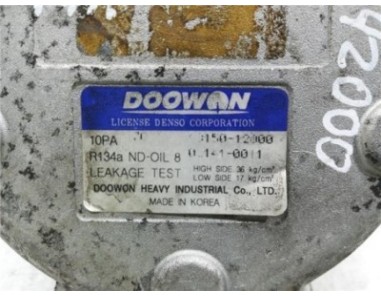 DOOWON
LICENSE DENSO CORPORATION
10PA
R134a ND-OIL 8
LEAKAGE TEST HIGH SIDE 36 kg/cm²
LOW SIDE 17 kg/cm²
DOOWON HEAVY INDUSTRIAL Co., LTD.
MADE IN KOREA
42000